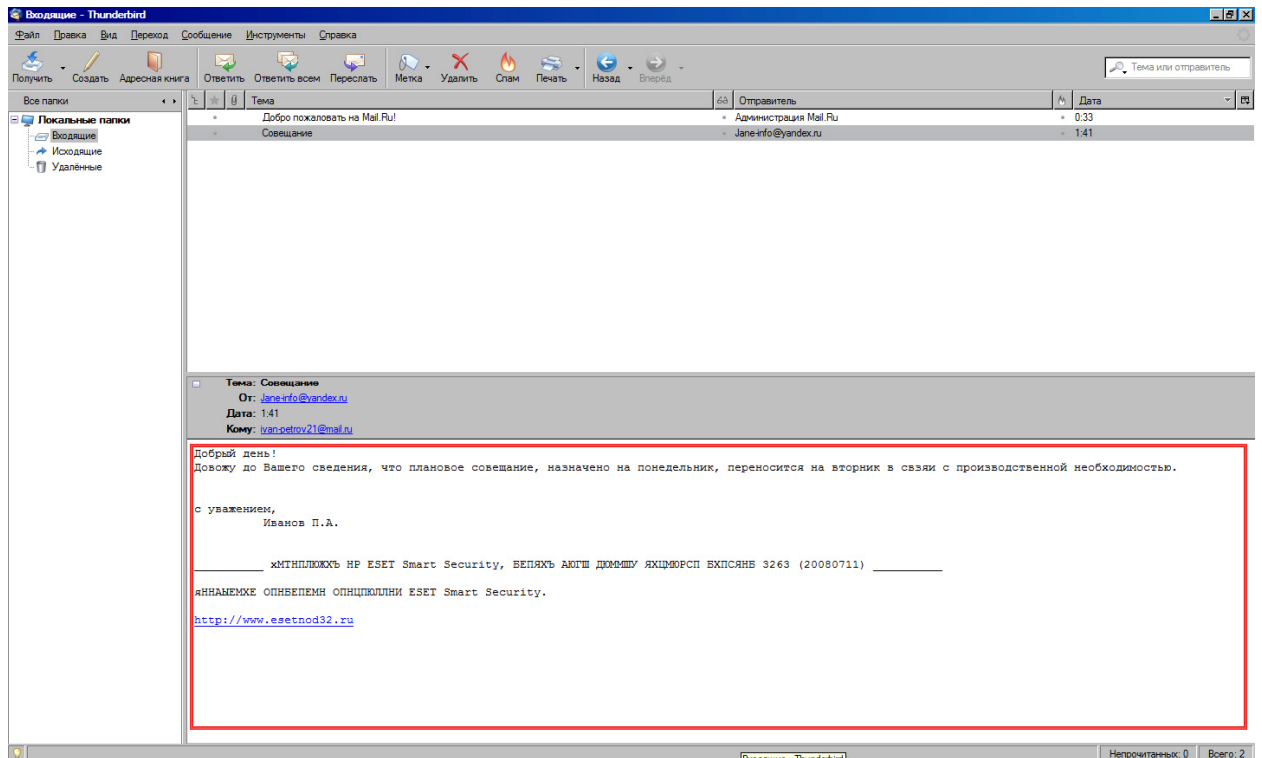 Входящие - Thunderbird
Файл Правка Вид Переход Сообщение Инструменты Справка
Получить Создать Адресная книга Ответить Ответить всем Переслать Метка Удалить Спам Печать Назад Вперёд
Тема или отправитель
Все папки
Тема Отправитель Дата
Локальные папки
Входящие
Исходящие
Удалённые
Добро пожаловать на Mail.Ru! Администрация Mail.Ru 0:33
Совещание Jane-info@yandex.ru 1:41
Тема: Совещание
От: Jane-info@yandex.ru
Дата: 1:41
Кому: ivan-petrov21@mail.ru
Добрый день!
Довожу до Вашего сведения, что плановое совещание, назначено на понедельник, переносится на вторник в свзяи с производственной необходимостью.
с уважением,
Иванов П.А.
__________ хМТНПЛЮЖХЪ НР ESET Smart Security, БЕПЯХЪ АЮГШ ДЮММШУ ЯХЦМЮРСП БХПСЯНБ 3263 (20080711) __________
яННАЫЕМХЕ ОПНБЕПЕМН ОПНЦПЮЛЛНИ ESET Smart Security.
http://www.esetnod32.ru
Непрочитанных: 0 Всего: 2